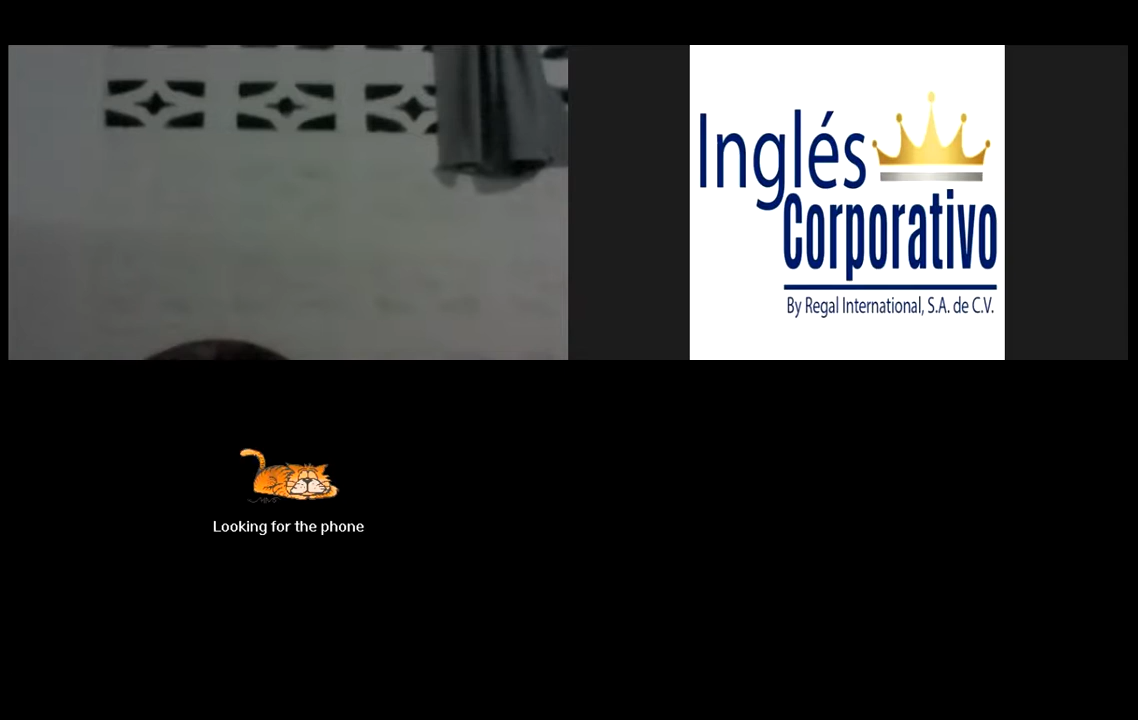 Inglés
Corporativo
By Regal International, S.A. de C.V.
Looking for the phone